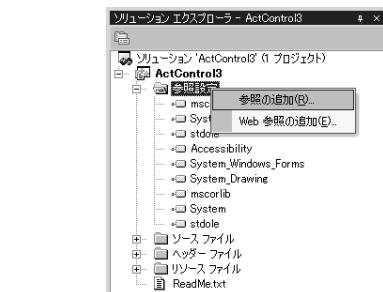 ソリューション エクスプローラ - ActControl3
ソリューション 'ActControl3' (1 プロジェクト)
ActControl3
参照設定
参照の追加(R)...
Web 参照の追加(E)...
stdole
Accessibility
System_Windows_Forms
System_Drawing
mscorlib
System
stdole
ソース ファイル
ヘッダー ファイル
リソース ファイル
ReadMe.txt